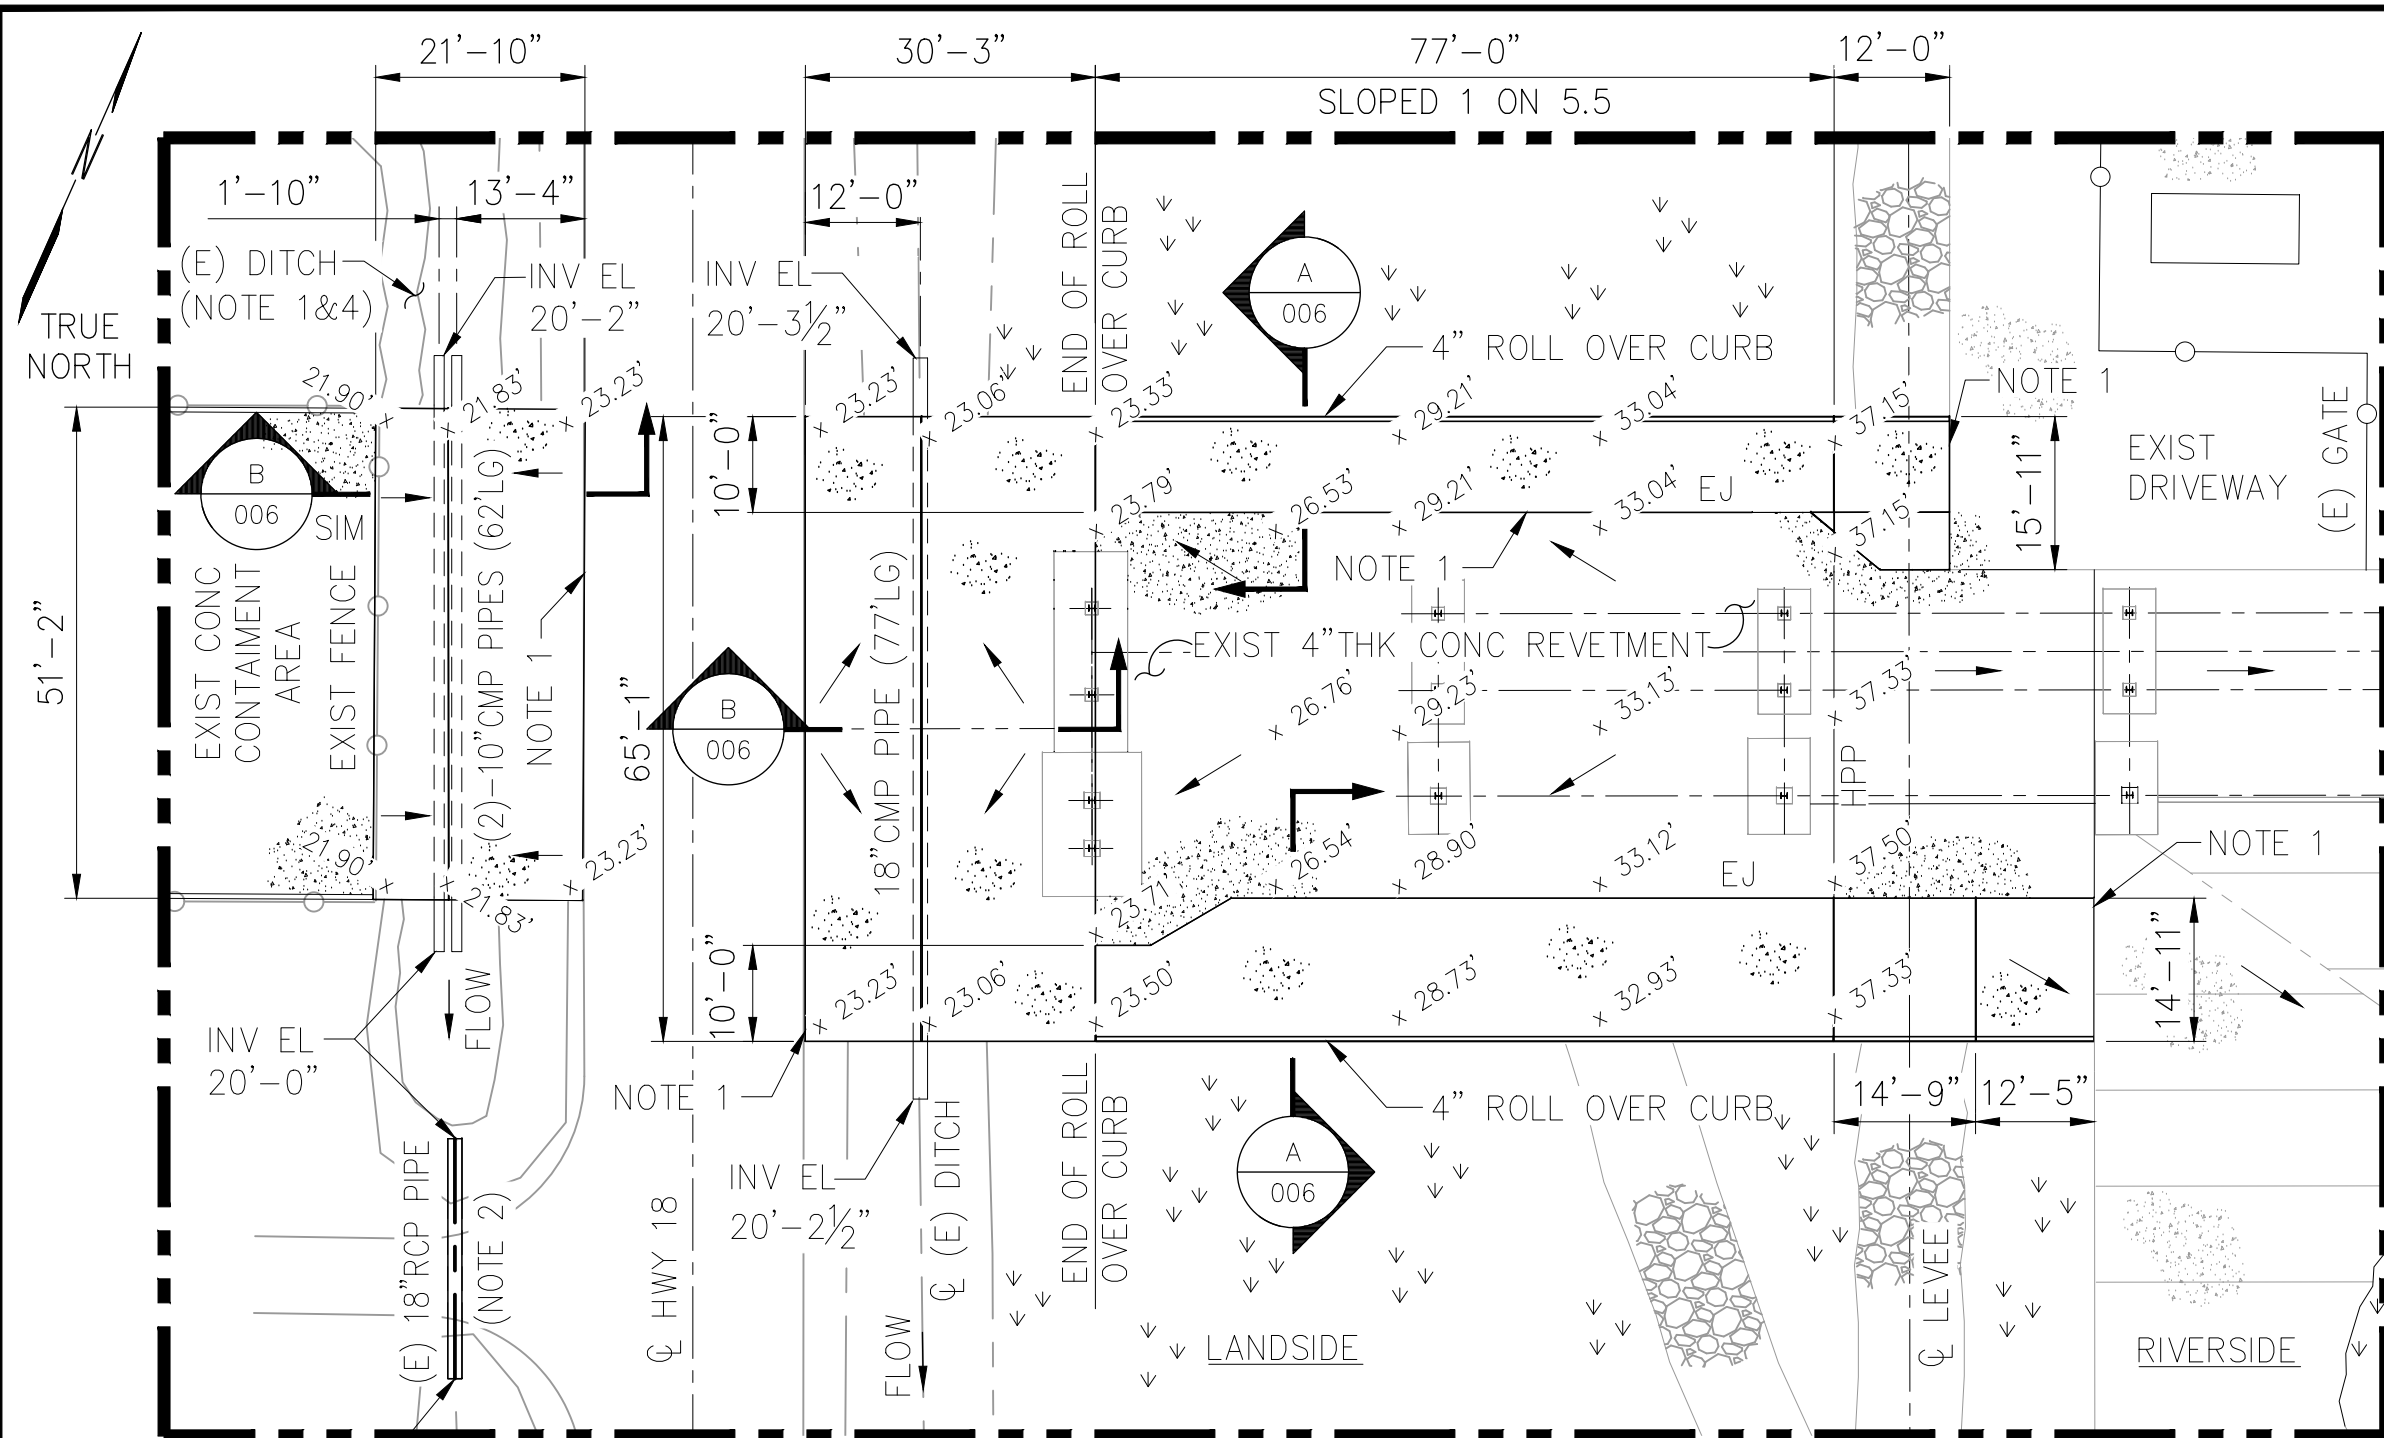 21'-10"
30'-3"
77'-0"
12'-0"
SLOPED 1 ON 5.5
1'-10"
13'-4"
12'-0"
END OF ROLL
OVER CURB
(E) DITCH
(NOTE 1&4)
INV EL
20'-2"
INV EL
20'-3½"
A
006
TRUE
NORTH
4" ROLL OVER CURB
NOTE 1
21.90'
21.83'
23.23'
23.23'
23.06'
23.33'
29.21'
33.04'
37.15'
EXIST
DRIVEWAY
(E) GATE
15'-11"
B
006
SIM
10'-0"
23.79'
26.53'
29.21'
33.04'
EJ
37.15'
NOTE 1
51'-2"
EXIST CONC
CONTAINMENT
AREA
EXIST FENCE
(2)-10"CMP PIPES (62'LG)
NOTE 1
65'-1"
B
006
18"CMP PIPE (77'LG)
EXIST 4"THK CONC REVETMENT
26.76'
29.23'
33.13'
37.33'
HPP
21.90'
21.83'
23.23'
23.71'
26.54'
28.90'
33.12'
EJ
37.50'
NOTE 1
10'-0"
23.23'
23.06'
23.50'
28.73'
32.93'
37.33'
14'-11"
INV EL
20'-0"
FLOW
NOTE 1
4" ROLL OVER CURB
14'-9"
12'-5"
END OF ROLL
OVER CURB
A
006
INV EL
20'-2½"
(E) 18"RCP PIPE
(NOTE 2)
℄ HWY 18
FLOW
℄ (E) DITCH
LANDSIDE
℄ LEVEE
RIVERSIDE